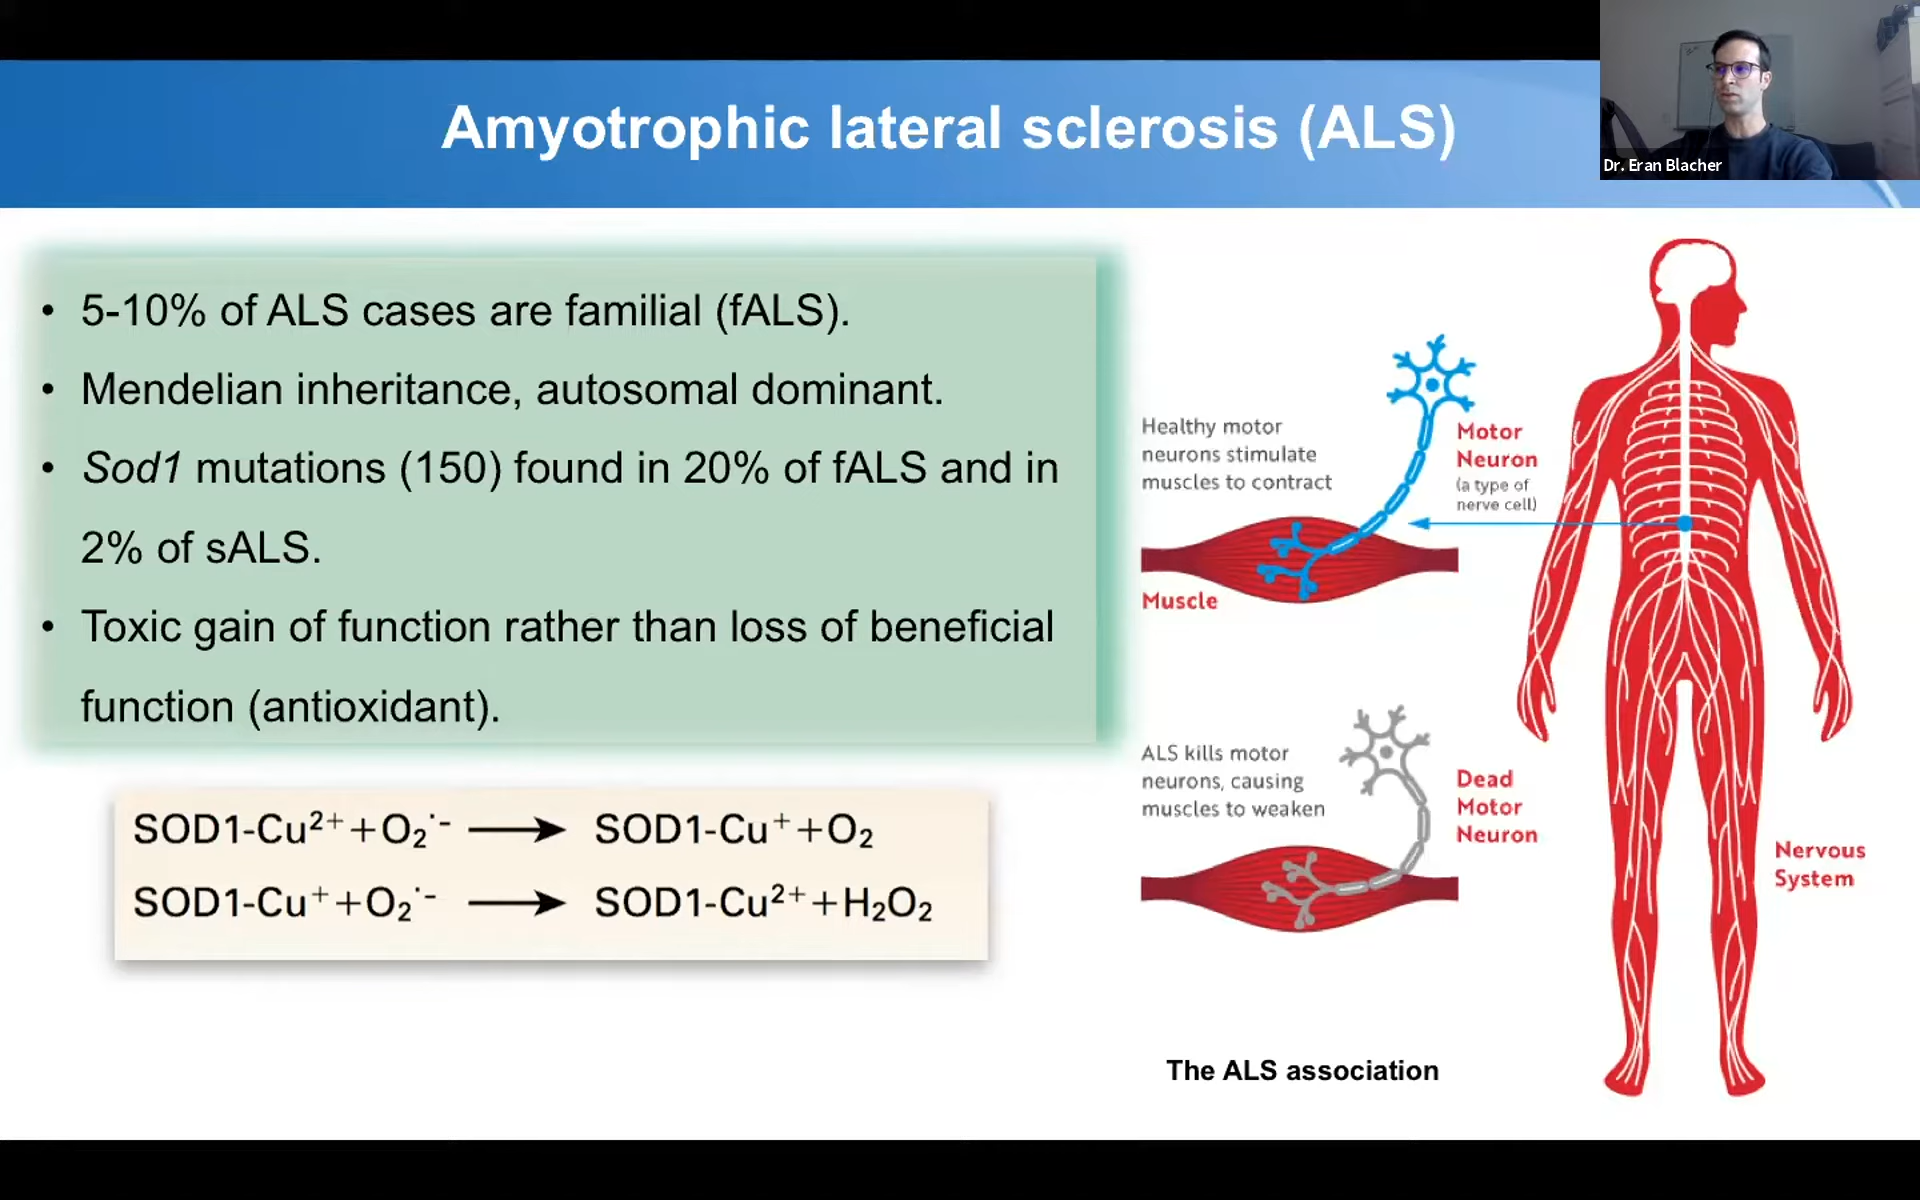 Amyotrophic lateral sclerosis (ALS)
Dr. Eran Blacher
• 5-10% of ALS cases are familial (fALS).
• Mendelian inheritance, autosomal dominant.
• Sod1 mutations (150) found in 20% of fALS and in
2% of sALS.
• Toxic gain of function rather than loss of beneficial
function (antioxidant).
SOD1-Cu²⁺+O₂˙⁻ → SOD1-Cu⁺+O₂
SOD1-Cu⁺+O₂˙⁻ → SOD1-Cu²⁺+H₂O₂
Healthy motor
neurons stimulate
muscles to contract
Motor
Neuron
(a type of
nerve cell)
Muscle
ALS kills motor
neurons, causing
muscles to weaken
Dead
Motor
Neuron
Nervous
System
The ALS association